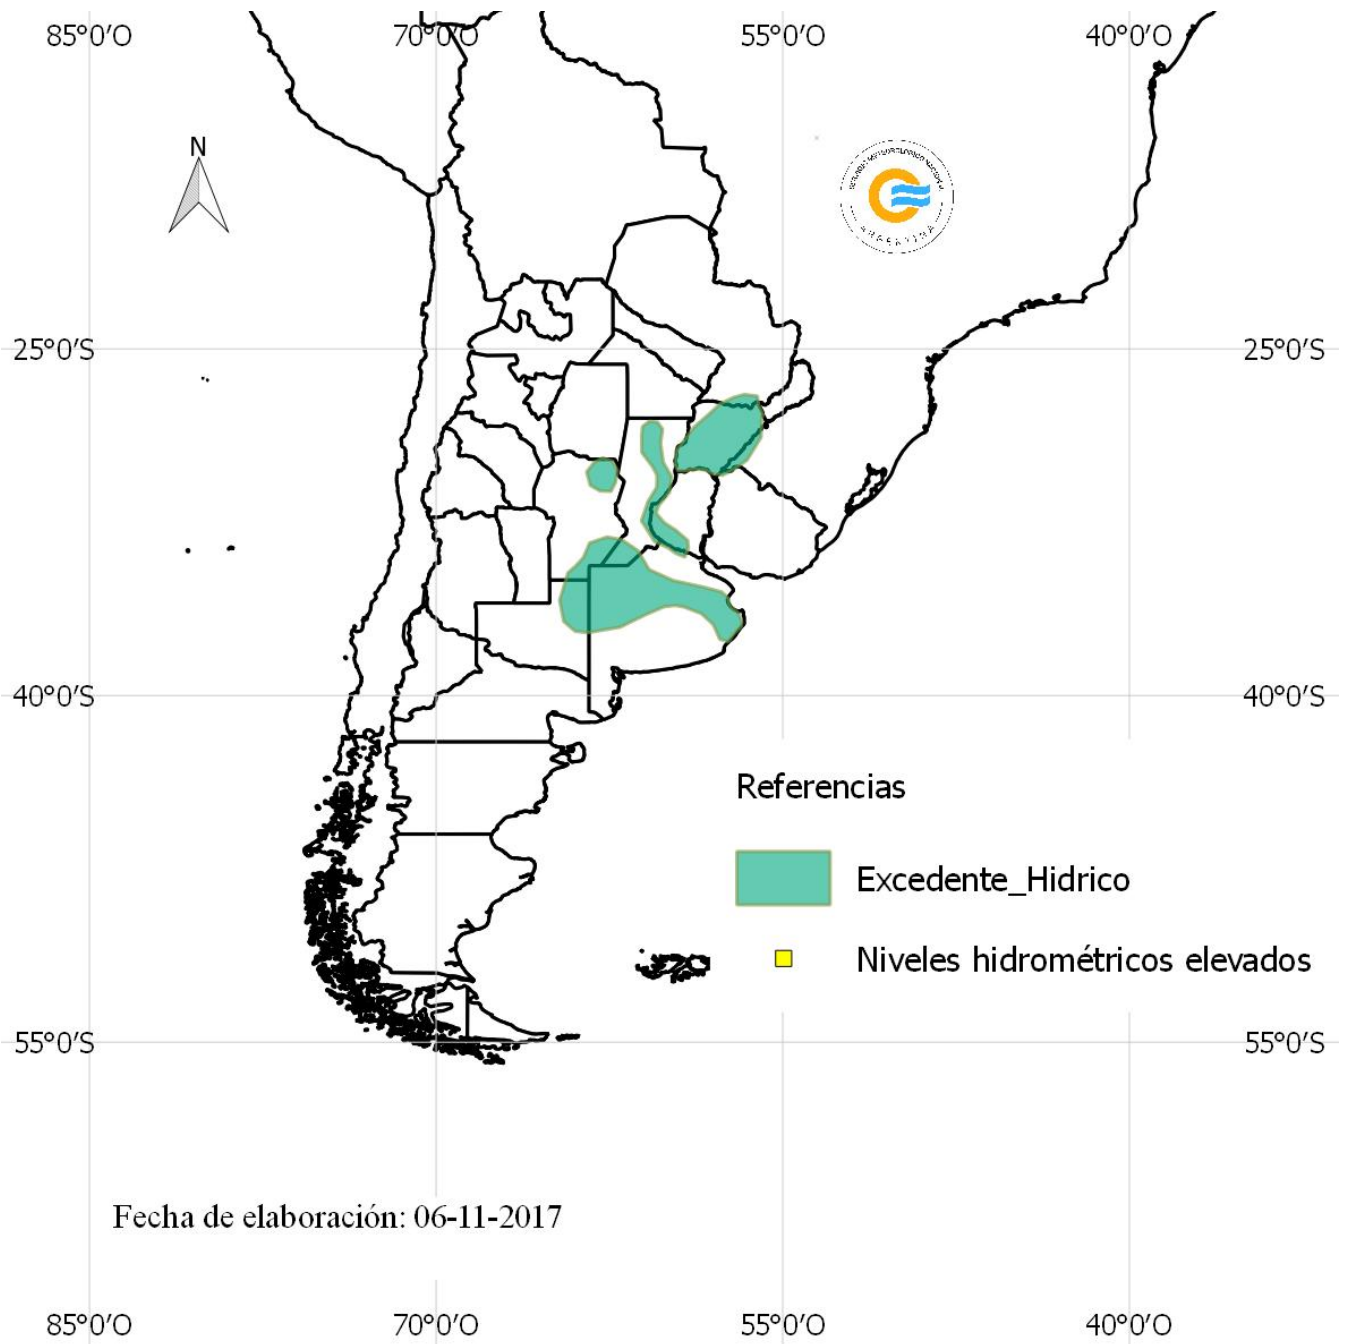 85°0'O 70°0'O 55°0'O 40°0'O
N
25°0'S 25°0'S
40°0'S 40°0'S
Referencias
Excedente_Hidrico
Niveles hidrométricos elevados
55°0'S 55°0'S
Fecha de elaboración: 06-11-2017
85°0'O 70°0'O 55°0'O 40°0'O